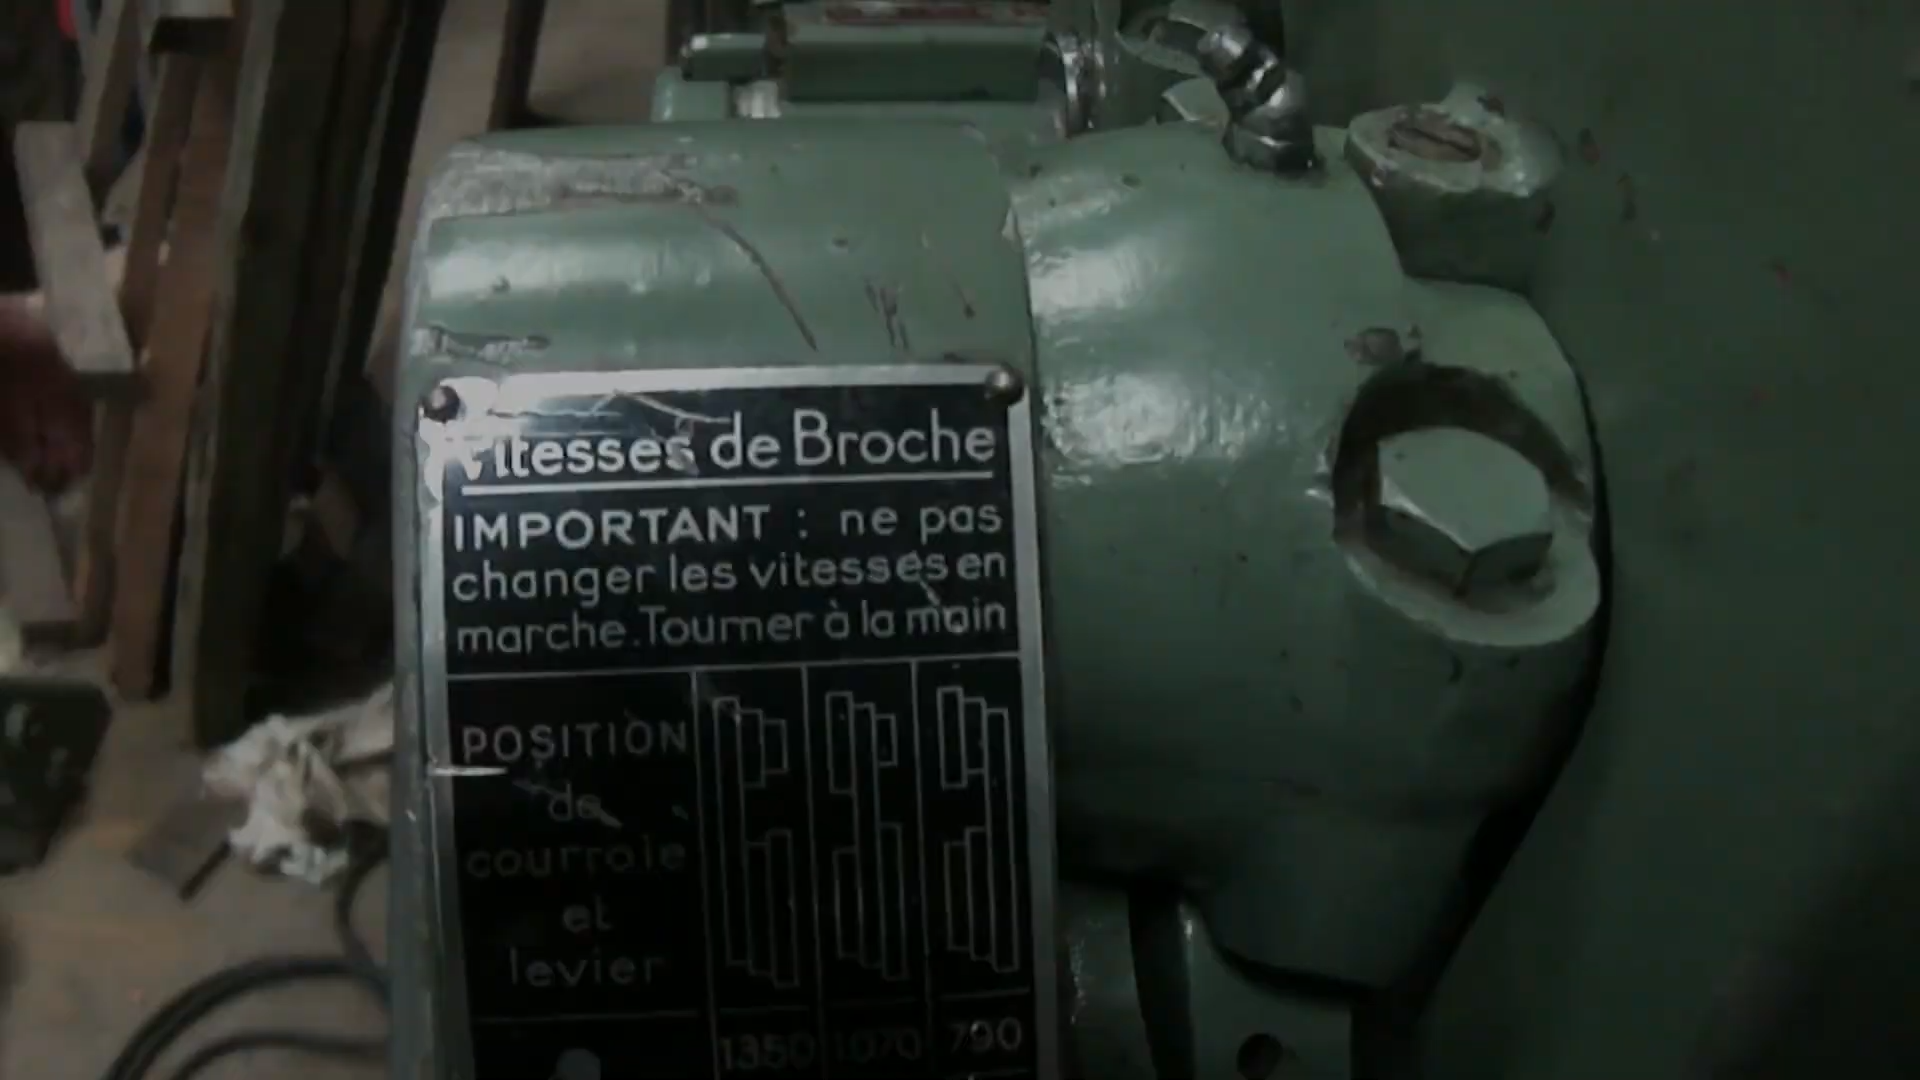 Vitesses de Broche
IMPORTANT : ne pas
changer les vitesses en
marche. Tourner à la main
POSITION
de
courroie
et
levier
1350 1070 790